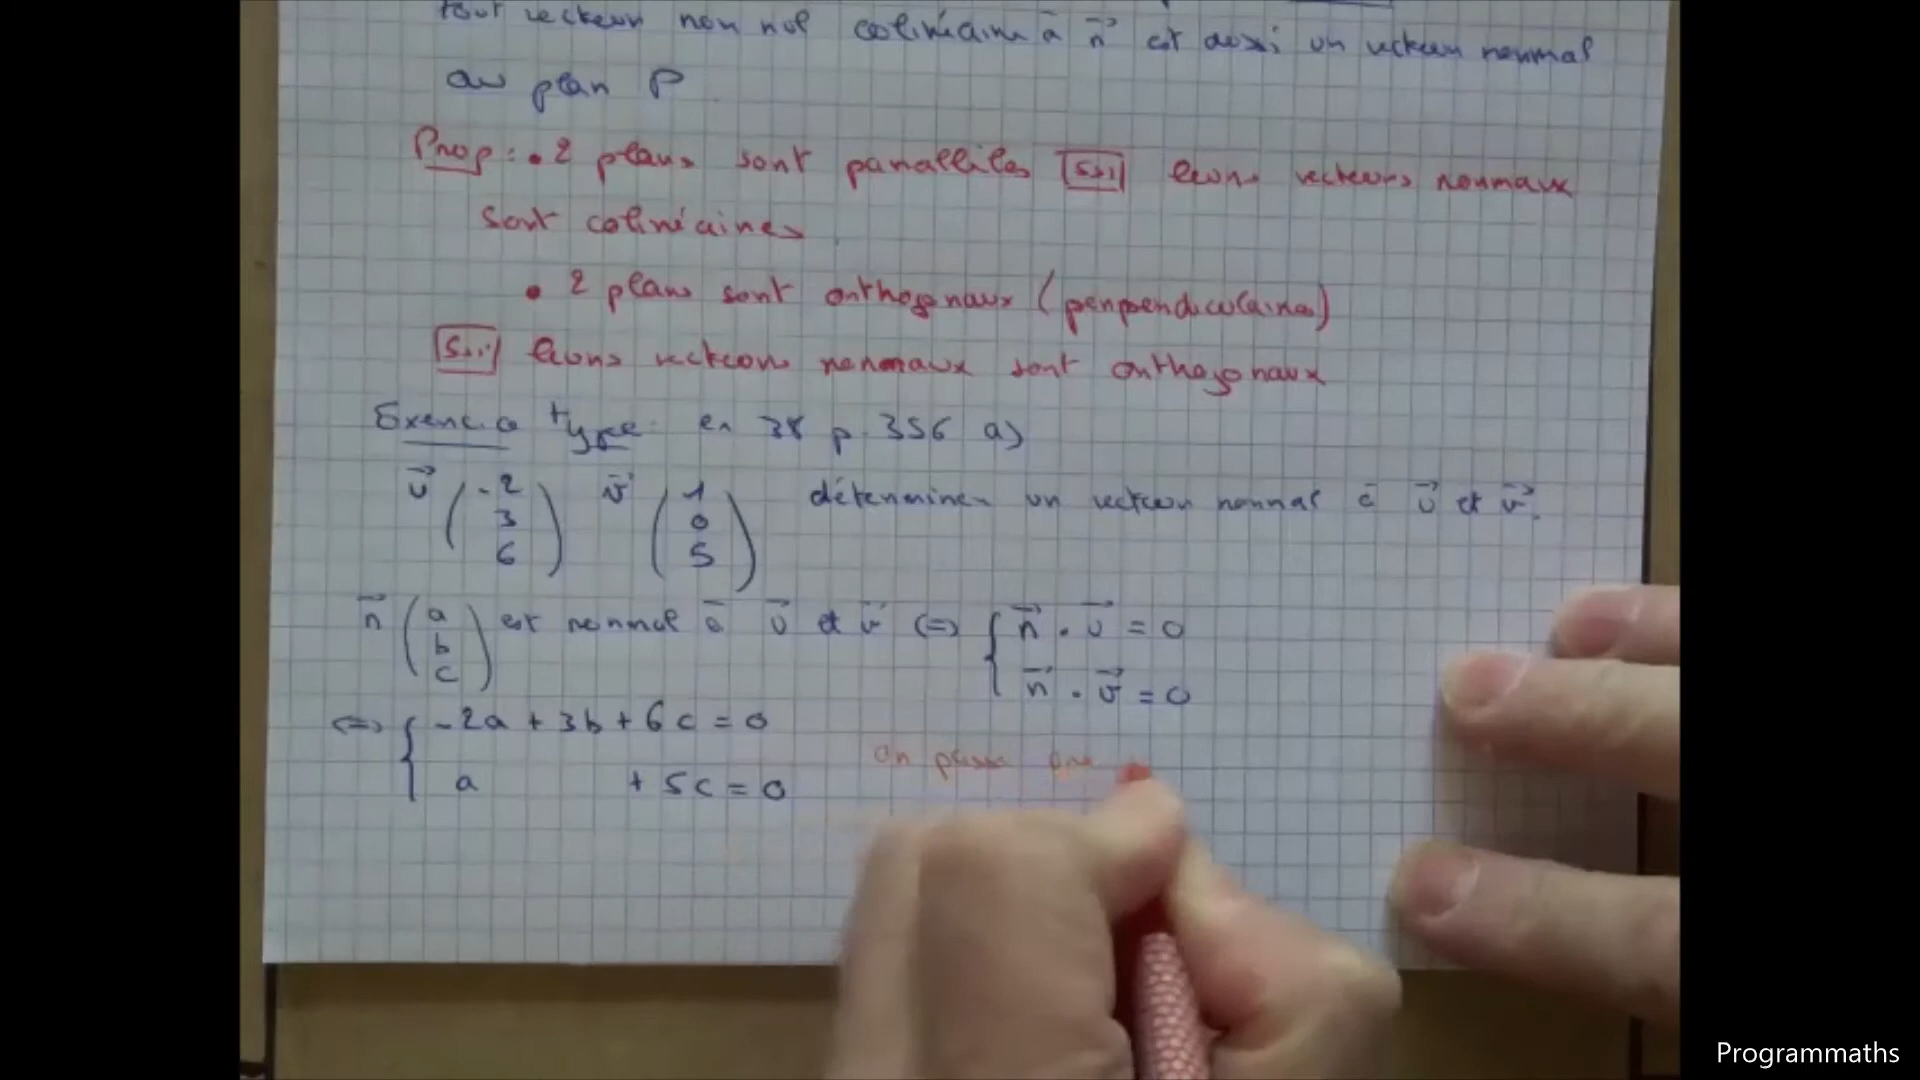 tout vecteur non nul colinéaire à n est aussi un vecteur normal
au plan P
Prop : • 2 plans sont parallèles ssi leurs vecteurs normaux
sont colinéaires
• 2 plans sont orthogonaux (perpendiculaires)
ssi leurs vecteurs normaux sont orthogonaux
Exercice type : ex 38 p. 356 a)
u (-2 3 6) v (1 0 5) déterminer un vecteur normal à u et v.
n (a b c) est normal à u et v <=> { n . u = 0
n . v = 0
<=> { -2a + 3b + 6c = 0
a + 5c = 0
on passe
Programmaths